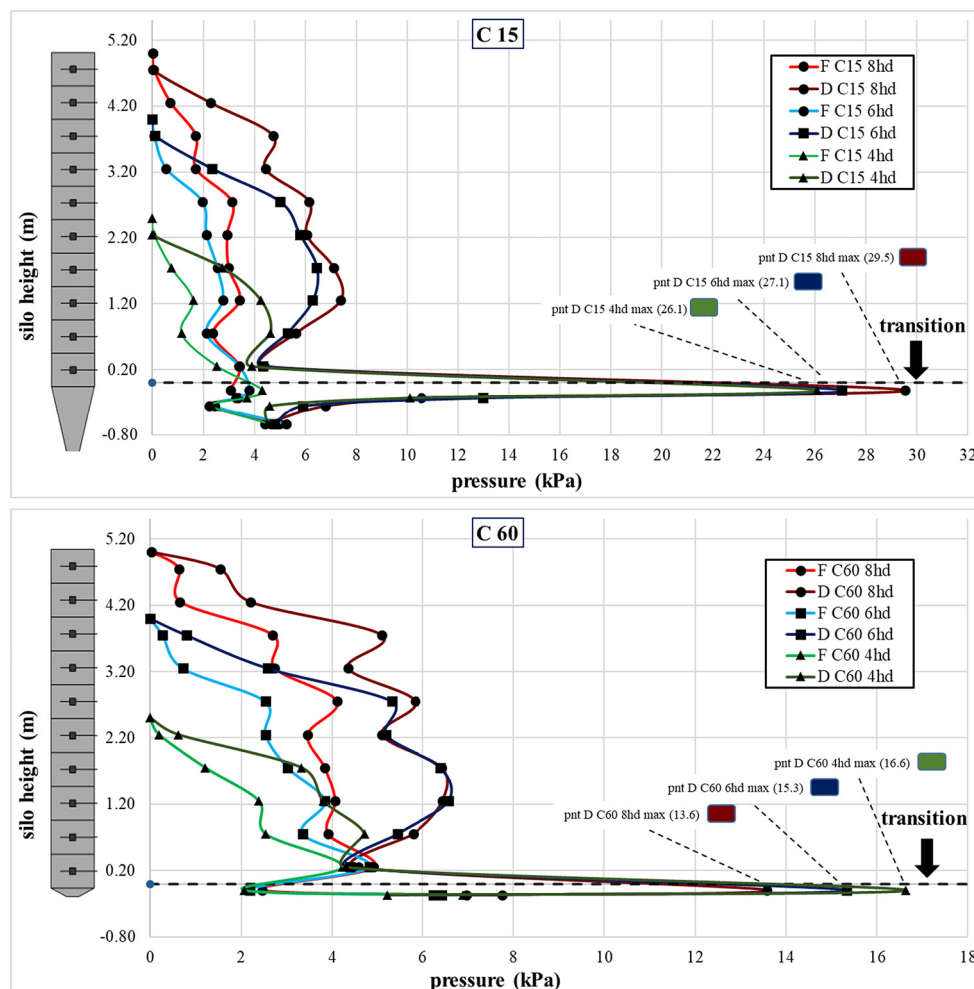 C 15
5.20
4.20
3.20
2.20
1.20
0.20
-0.80
silo height (m)
F C15 8hd
D C15 8hd
F C15 6hd
D C15 6hd
F C15 4hd
D C15 4hd
pnt D C15 8hd max (29.5)
pnt D C15 6hd max (27.1)
pnt D C15 4hd max (26.1)
transition
0 2 4 6 8 10 12 14 16 18 20 22 24 26 28 30 32
pressure (kPa)
C 60
5.20
4.20
3.20
2.20
1.20
0.20
-0.80
silo height (m)
F C60 8hd
D C60 8hd
F C60 6hd
D C60 6hd
F C60 4hd
D C60 4hd
pnt D C60 4hd max (16.6)
pnt D C60 6hd max (15.3)
pnt D C60 8hd max (13.6)
transition
0 2 4 6 8 10 12 14 16 18
pressure (kPa)